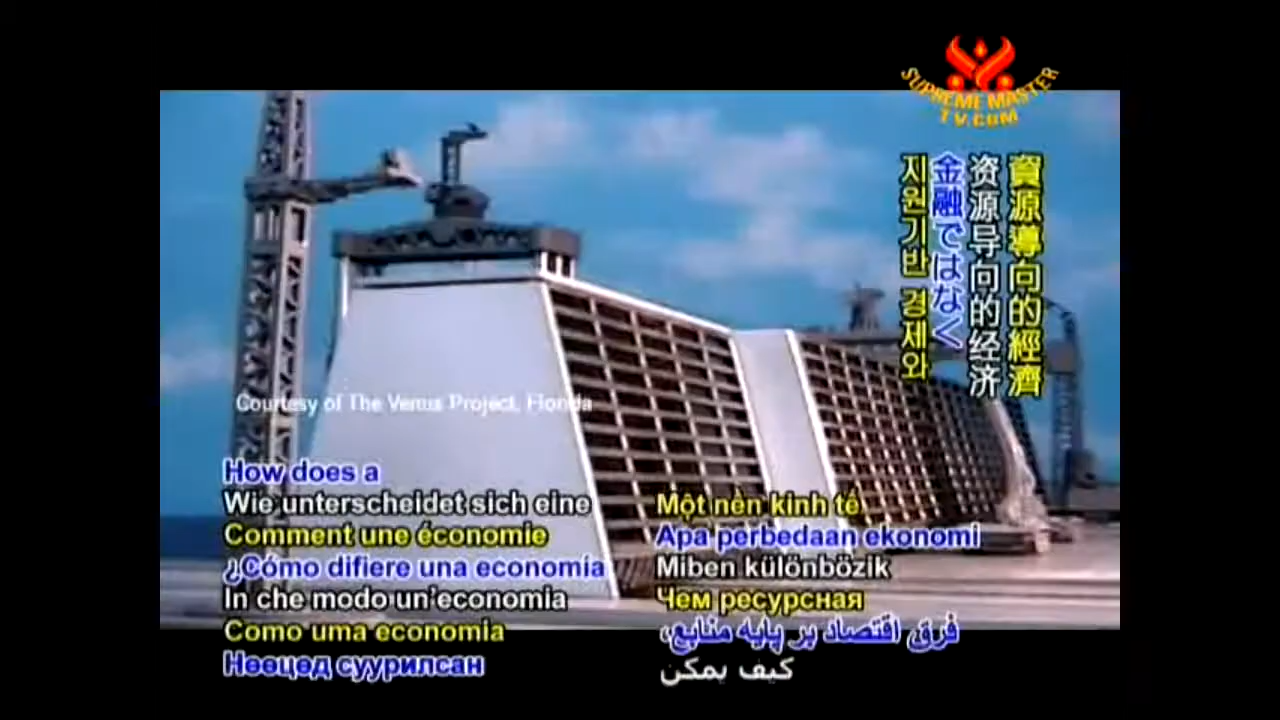 SUPREME MASTER
TV.COM
資源導向的經濟
资源导向的经济
金融ではなく
지원기반 경제와
Courtesy of The Venus Project, Florida
How does a
Wie unterscheidet sich eine
Comment une économie
¿Cómo difiere una economía
In che modo un'economia
Como uma economia
Нөөцөд суурилсан
Một nền kinh tế
Apa perbedaan ekonomi
Miben különbözik
Чем ресурсная
فرق اقتصاد بر پایه منابع،
كيف يمكن